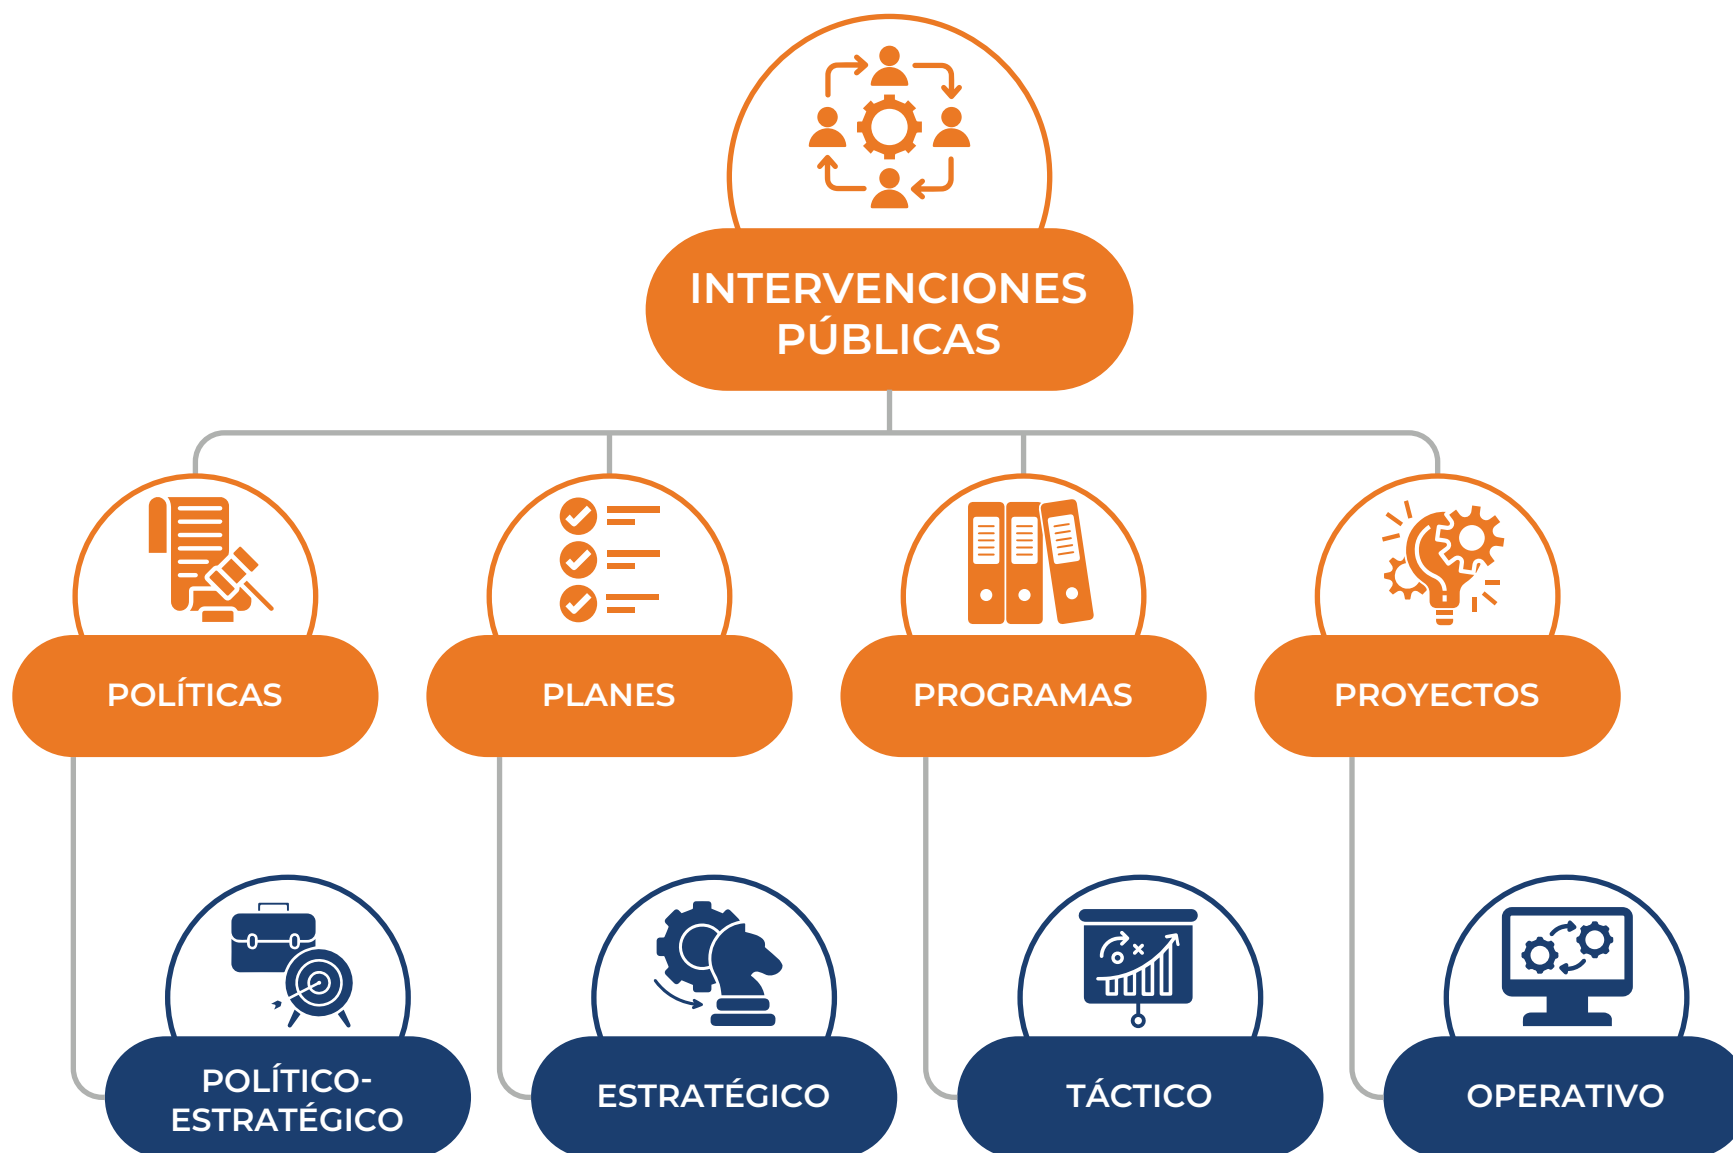 INTERVENCIONES
PÚBLICAS
POLÍTICAS
PLANES
PROGRAMAS
PROYECTOS
POLÍTICO-
ESTRATÉGICO
ESTRATÉGICO
TÁCTICO
OPERATIVO